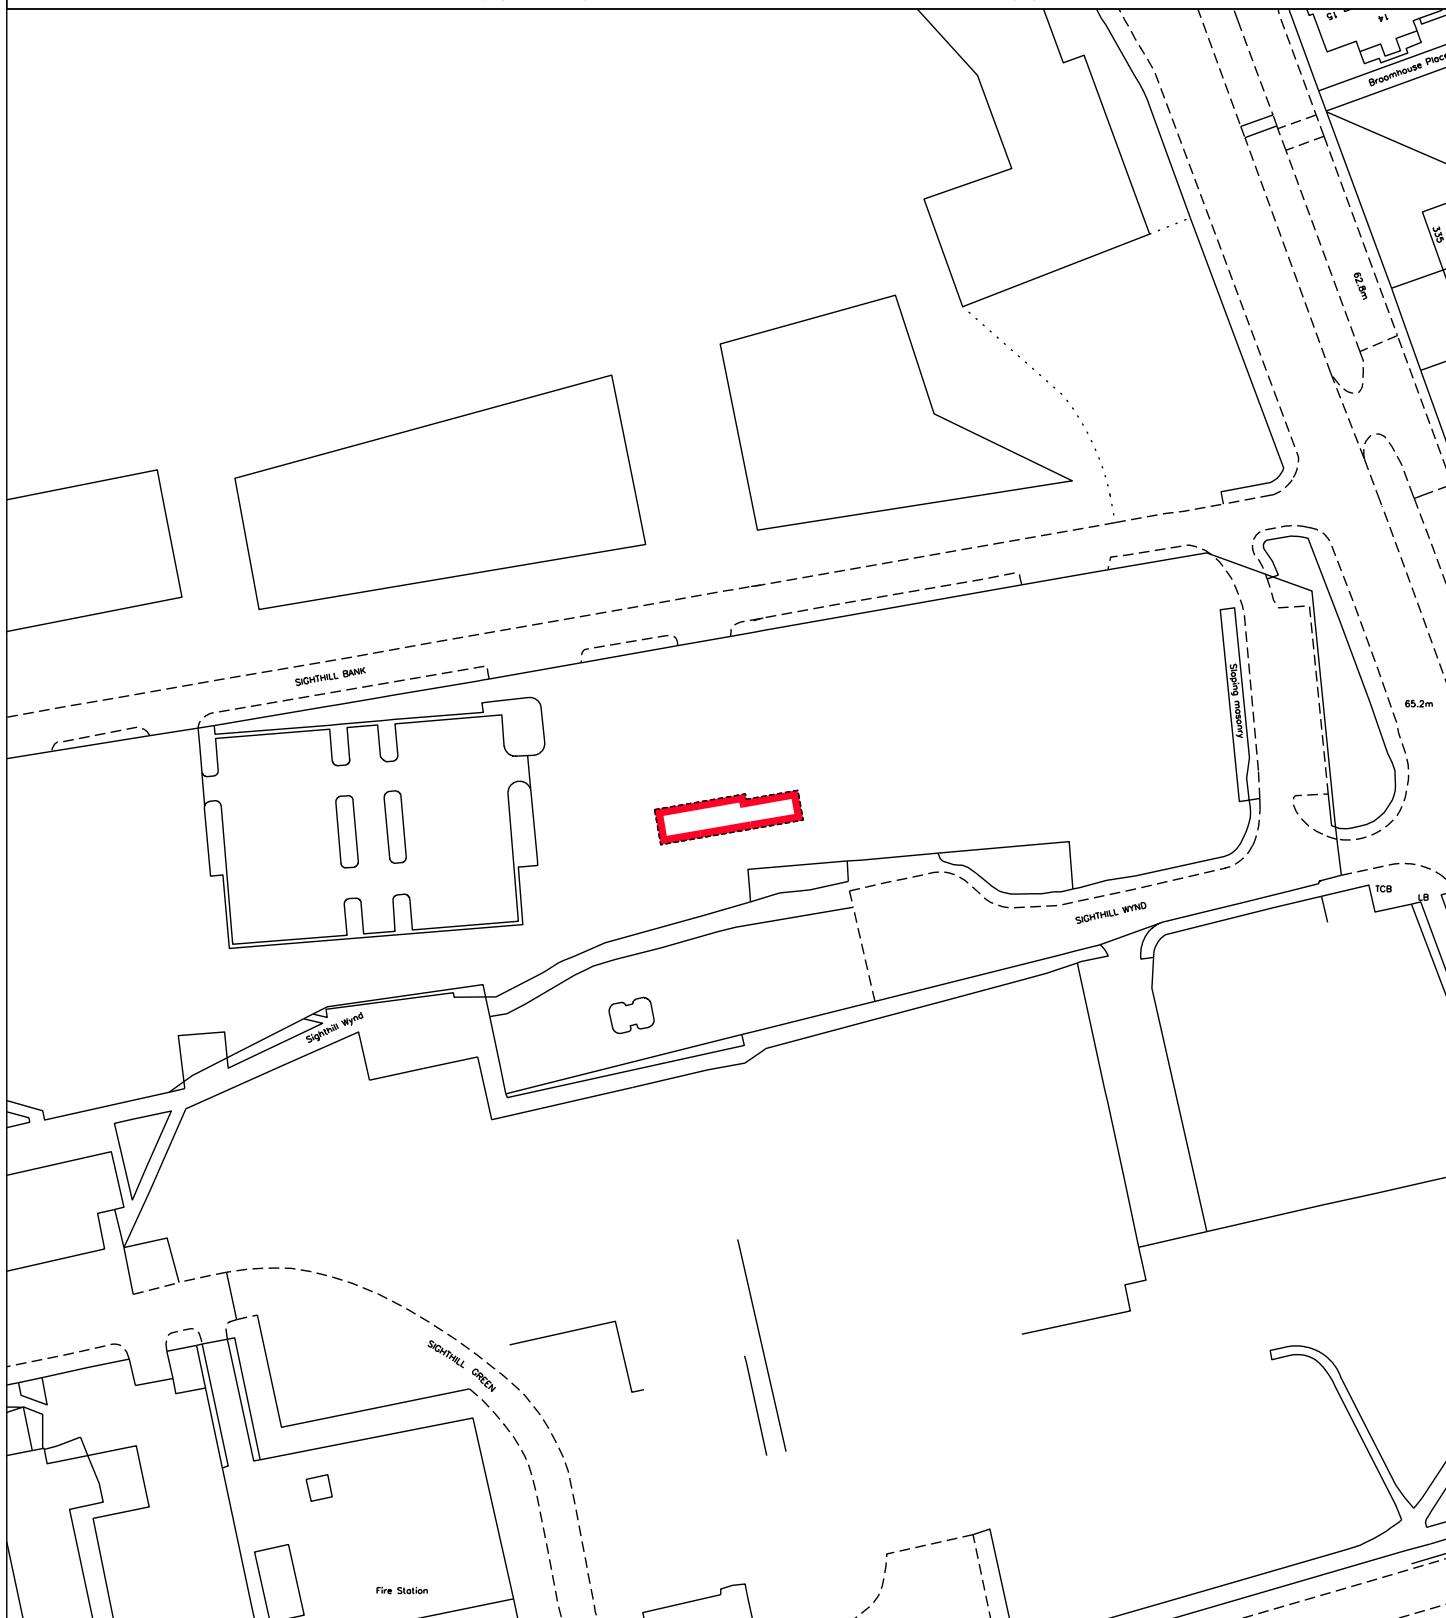 15
14
Broomhouse Place
335
62.8m
SIGHTHILL BANK
Sloping masonry
65.2m
TCB
LB
SIGHTHILL WYND
Sighthill Wynd
SIGHTHILL GREEN
Fire Station